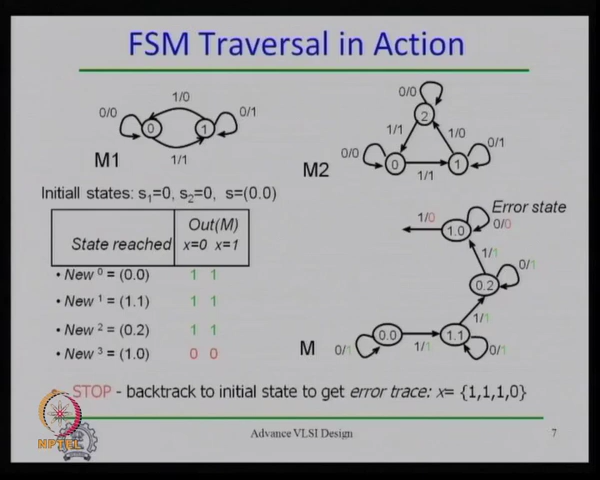 FSM Traversal in Action
1/0
0/0
0/1
0 1
1/1
M1
0/0
2
1/1
1/0
0/0
0/1
0 1
1/1
M2
Initiall states: s1=0, s2=0, s=(0.0)
Out(M)
State reached x=0 x=1
• New 0 = (0.0) 1 1
• New 1 = (1.1) 1 1
• New 2 = (0.2) 1 1
• New 3 = (1.0) 0 0
Error state
1/0
1.0
0/0
1/1
0/1
0.2
1/1
M
0/1
0.0
1/1
1.1
0/1
STOP - backtrack to initial state to get error trace: x= {1,1,1,0}
NPTEL
Advance VLSI Design
7